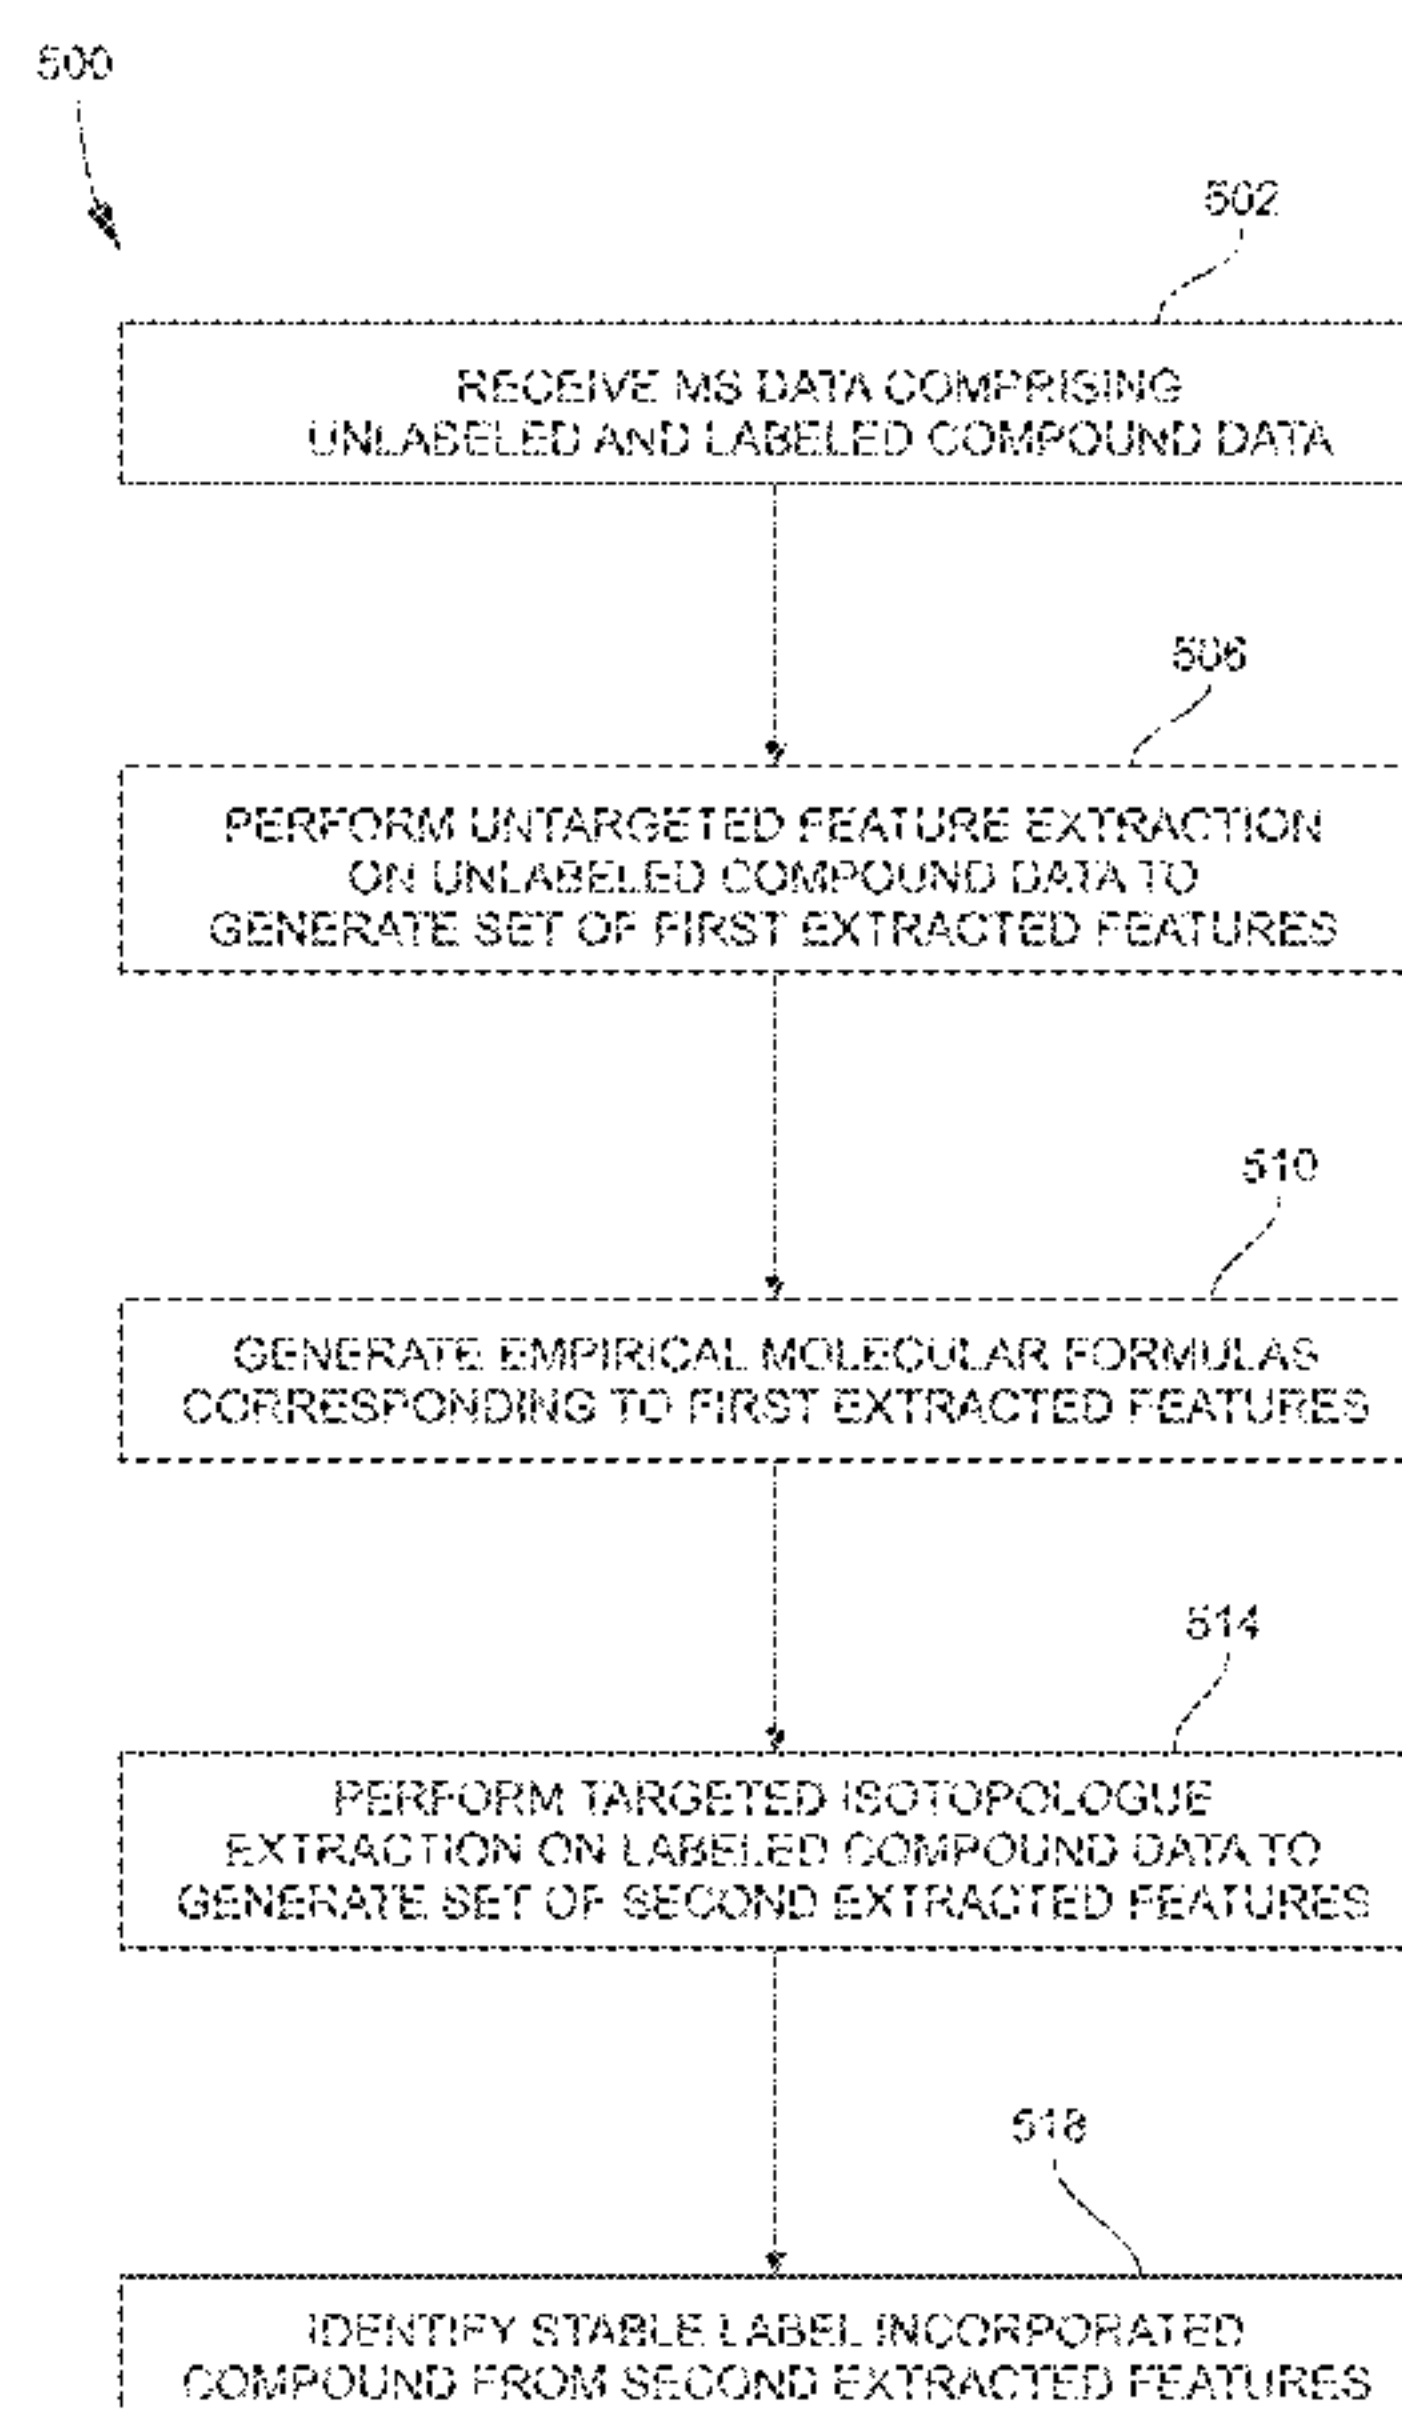 500
502
RECEIVE MS DATA COMPRISING
UNLABELED AND LABELED COMPOUND DATA
506
PERFORM UNTARGETED FEATURE EXTRACTION
ON UNLABELED COMPOUND DATA TO
GENERATE SET OF FIRST EXTRACTED FEATURES
510
GENERATE EMPIRICAL MOLECULAR FORMULAS
CORRESPONDING TO FIRST EXTRACTED FEATURES
514
PERFORM TARGETED ISOTOPOLOGUE
EXTRACTION ON LABELED COMPOUND DATA TO
GENERATE SET OF SECOND EXTRACTED FEATURES
518
IDENTIFY STABLE LABEL INCORPORATED
COMPOUND FROM SECOND EXTRACTED FEATURES